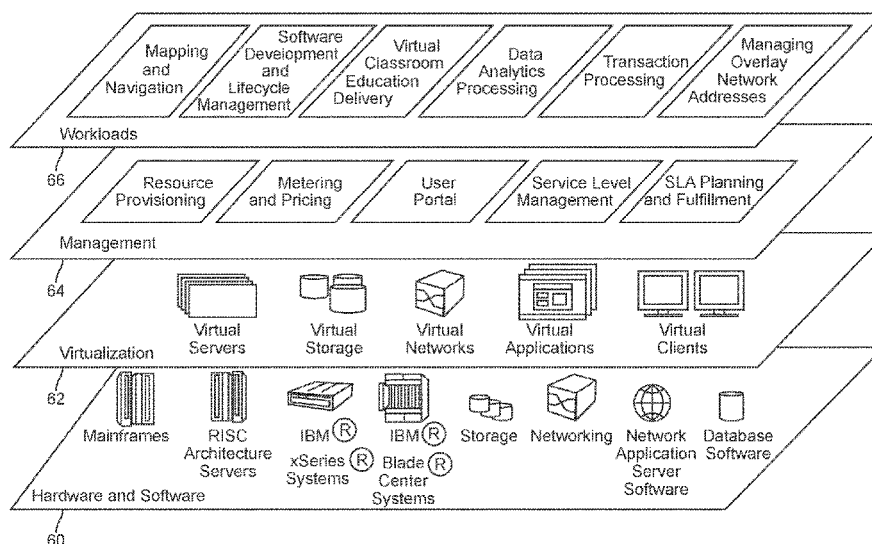 Mapping
and
Navigation
Software
Development
and
Lifecycle
Management
Virtual
Classroom
Education
Delivery
Data
Analytics
Processing
Transaction
Processing
Managing
Overlay
Network
Addresses
Workloads
66
Resource
Provisioning
Metering
and Pricing
User
Portal
Service Level
Management
SLA Planning
and Fulfillment
Management
64
Virtual
Servers
Virtual
Storage
Virtual
Networks
Virtual
Applications
Virtual
Clients
Virtualization
62
Mainframes
RISC
Architecture
Servers
IBM ®
xSeries ®
Systems
IBM ®
Blade ®
Center
Systems
Storage
Networking
Network
Application
Server
Software
Database
Software
Hardware and Software
60